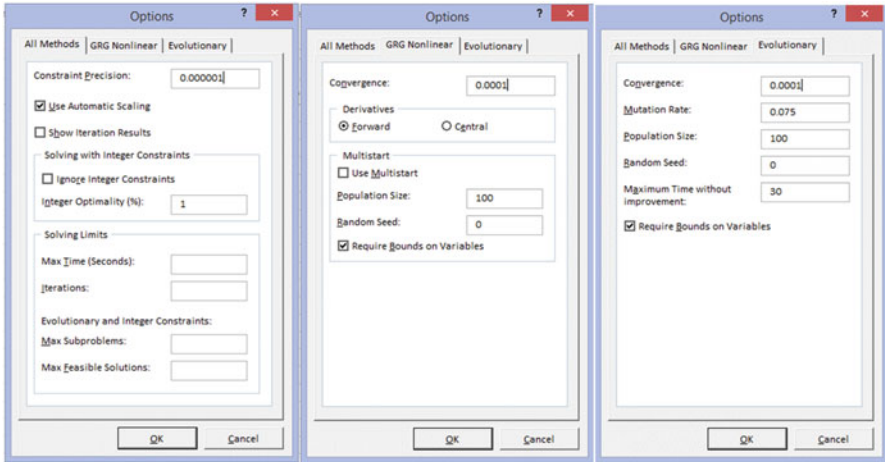 Options ? ×
All Methods GRG Nonlinear Evolutionary
Constraint Precision: 0.000001
Use Automatic Scaling
Show Iteration Results
Solving with Integer Constraints
Ignore Integer Constraints
Integer Optimality (%): 1
Solving Limits
Max Time (Seconds):
Iterations:
Evolutionary and Integer Constraints:
Max Subproblems:
Max Feasible Solutions:
OK Cancel
Options ? ×
All Methods GRG Nonlinear Evolutionary
Convergence: 0.0001
Derivatives
Forward Central
Multistart
Use Multistart
Population Size: 100
Random Seed: 0
Require Bounds on Variables
OK Cancel
Options ? ×
All Methods GRG Nonlinear Evolutionary
Convergence: 0.0001
Mutation Rate: 0.075
Population Size: 100
Random Seed: 0
Maximum Time without 30
improvement:
Require Bounds on Variables
OK Cancel